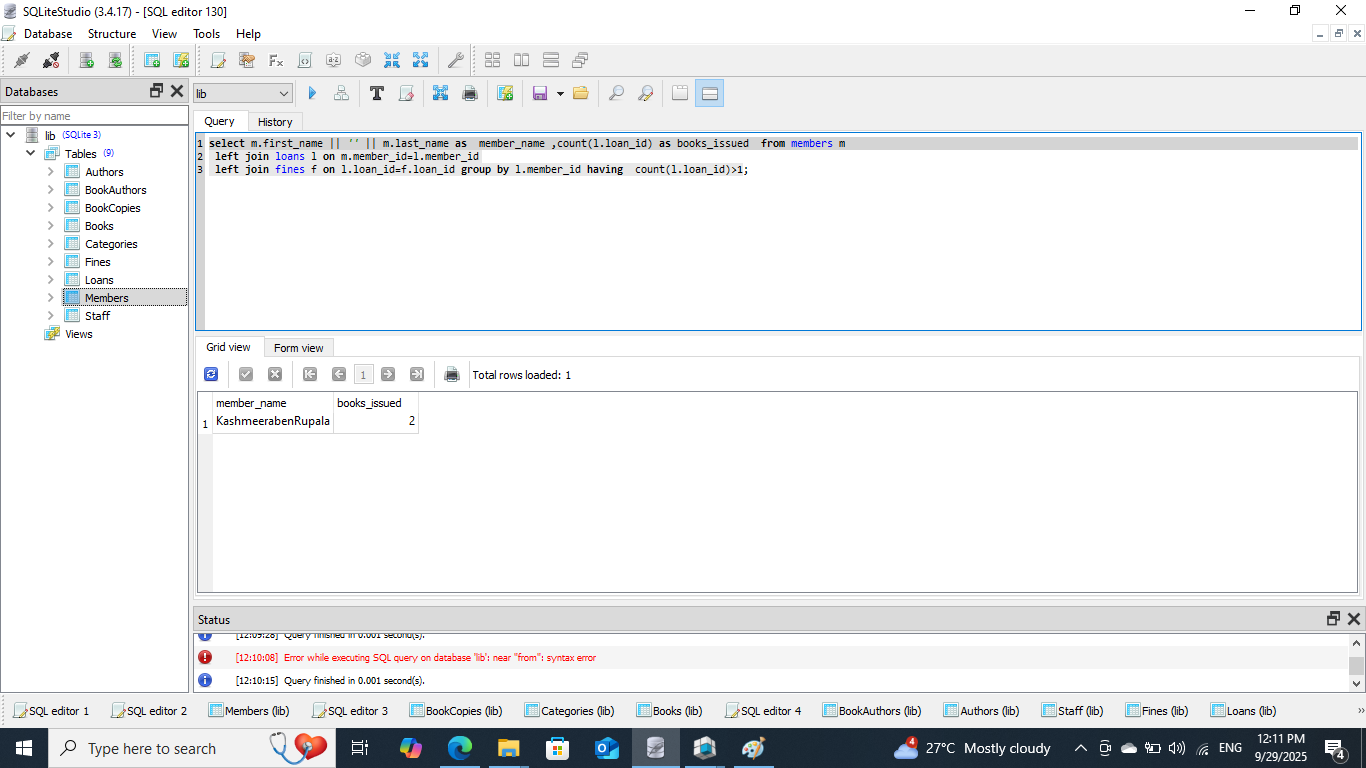 SQLiteStudio (3.4.17) - [SQL editor 130]
Database Structure View Tools Help
Databases
lib
Filter by name
Query History
lib (SQLite 3)
Tables (9)
Authors
BookAuthors
BookCopies
Books
Categories
Fines
Loans
Members
Staff
Views
1 select m.first_name || '' || m.last_name as  member_name ,count(l.loan_id) as books_issued  from members m
2 left join loans l on m.member_id=l.member_id
3 left join fines f on l.loan_id=f.loan_id group by l.member_id having  count(l.loan_id)>1;
Grid view Form view
1 Total rows loaded: 1
member_name books_issued
1 KashmeerabenRupala 2
Status
[12:09:28] Query finished in 0.001 second(s).
[12:10:08] Error while executing SQL query on database 'lib': near "from": syntax error
[12:10:15] Query finished in 0.001 second(s).
SQL editor 1 SQL editor 2 Members (lib) SQL editor 3 BookCopies (lib) Categories (lib) Books (lib) SQL editor 4 BookAuthors (lib) Authors (lib) Staff (lib) Fines (lib) Loans (lib) »
Type here to search
4 27°C Mostly cloudy
ENG
12:11 PM
9/29/2025
4